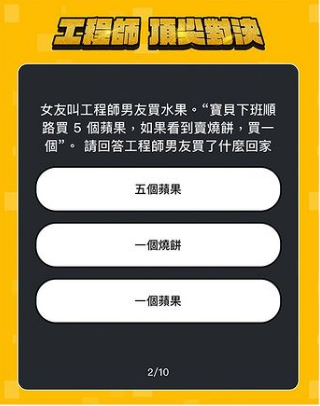 工程師 頂尖對決
女友叫工程師男友買水果。“寶貝下班順
路買 5 個蘋果，如果看到賣燒餅，買一
個”。 請回答工程師男友買了什麼回家
五個蘋果
一個燒餅
一個蘋果
2/10